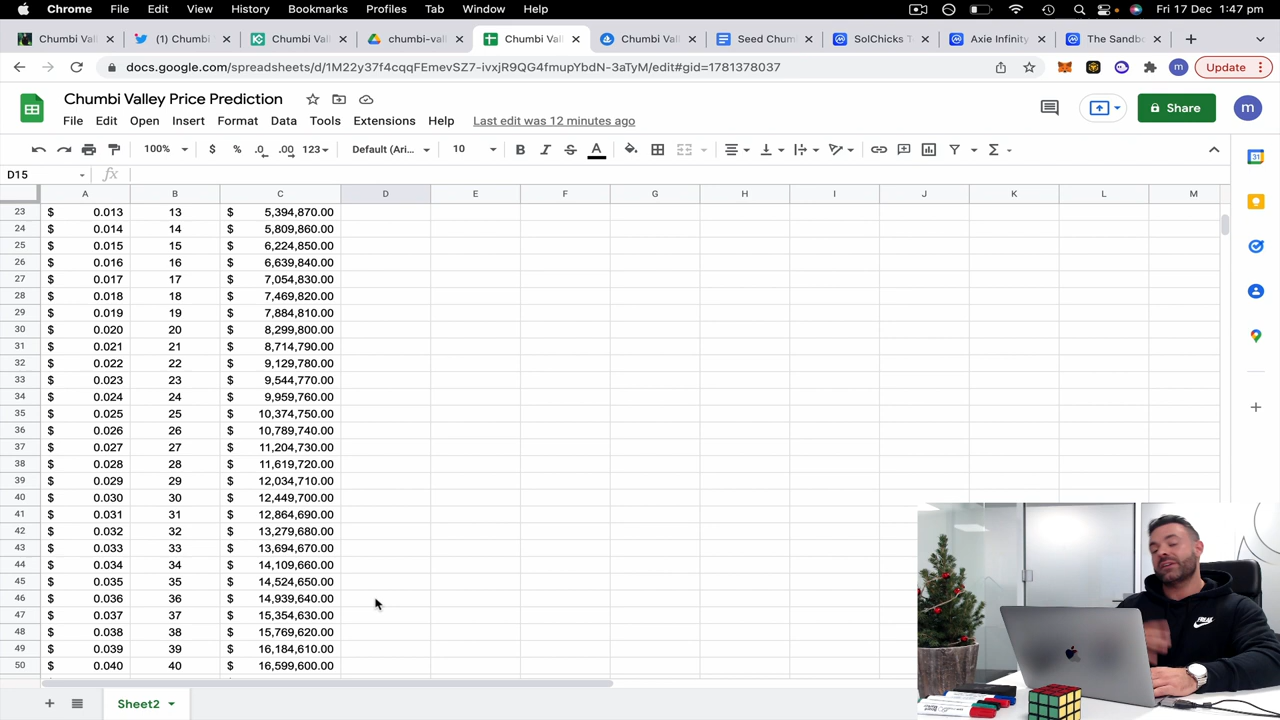 Chrome File Edit View History Bookmarks Profiles Tab Window Help Fri 17 Dec 1:47 pm
Chumbi Val (1) Chumbi Chumbi Val chumbi-vall Chumbi Vall Chumbi Vall Seed Chum SolChicks T Axie Infinity The Sandb
docs.google.com/spreadsheets/d/1M22y37f4cqqFEmevSZ7-ivxjR9QG4fmupYbdN-3aTyM/edit#gid=1781378037 m Update
Chumbi Valley Price Prediction Share m
File Edit View Insert Format Data Tools Extensions Help Last edit was 12 minutes ago
100% $ % .0 .00 123 Default (Ari... 10 B I S A
D15 fx
A B C D E F G H I J K L M
23 $ 0.013 13 $ 5,394,870.00
24 $ 0.014 14 $ 5,809,860.00
25 $ 0.015 15 $ 6,224,850.00
26 $ 0.016 16 $ 6,639,840.00
27 $ 0.017 17 $ 7,054,830.00
28 $ 0.018 18 $ 7,469,820.00
29 $ 0.019 19 $ 7,884,810.00
30 $ 0.020 20 $ 8,299,800.00
31 $ 0.021 21 $ 8,714,790.00
32 $ 0.022 22 $ 9,129,780.00
33 $ 0.023 23 $ 9,544,770.00
34 $ 0.024 24 $ 9,959,760.00
35 $ 0.025 25 $ 10,374,750.00
36 $ 0.026 26 $ 10,789,740.00
37 $ 0.027 27 $ 11,204,730.00
38 $ 0.028 28 $ 11,619,720.00
39 $ 0.029 29 $ 12,034,710.00
40 $ 0.030 30 $ 12,449,700.00
41 $ 0.031 31 $ 12,864,690.00
42 $ 0.032 32 $ 13,279,680.00
43 $ 0.033 33 $ 13,694,670.00
44 $ 0.034 34 $ 14,109,660.00
45 $ 0.035 35 $ 14,524,650.00
46 $ 0.036 36 $ 14,939,640.00
47 $ 0.037 37 $ 15,354,630.00
48 $ 0.038 38 $ 15,769,620.00
49 $ 0.039 39 $ 16,184,610.00
50 $ 0.040 40 $ 16,599,600.00
Sheet2